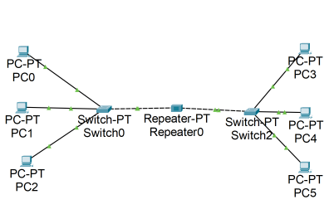 PC-PT
PC0
PC-PT
PC1
PC-PT
PC2
Switch-PT
Switch0
Repeater-PT
Repeater0
Switch-PT
Switch2
PC-PT
PC3
PC-PT
PC4
PC-PT
PC5